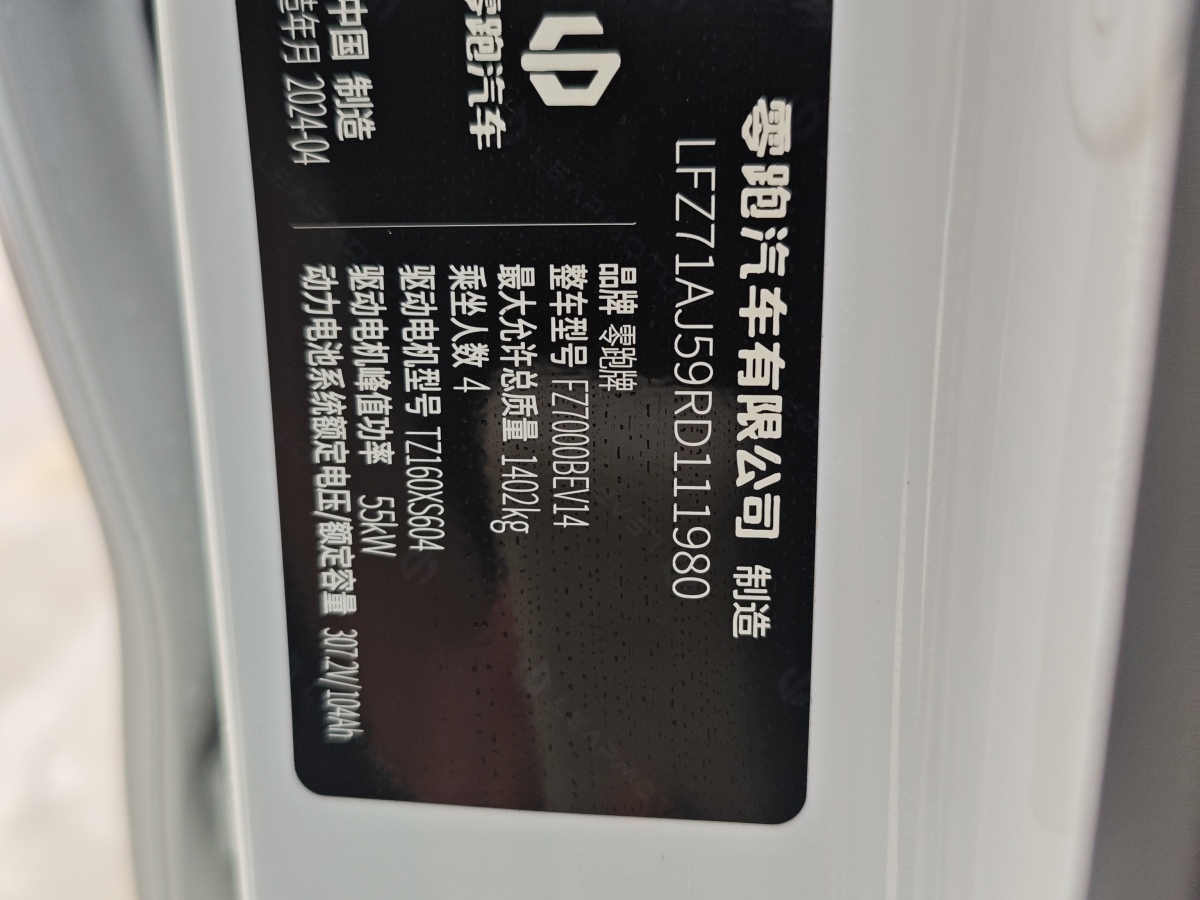 零跑汽车有限公司 制造
LFZ71AJ59RD111980
零跑汽车
中国 制造
造年月 2024-04
品牌 零跑牌
整车型号 FZ7000BEV14
最大允许总质量 1402kg
乘坐人数 4
驱动电机型号 TZ160XS604
驱动电机峰值功率 55kW
动力电池系统额定电压/额定容量 307.2V/104Ah